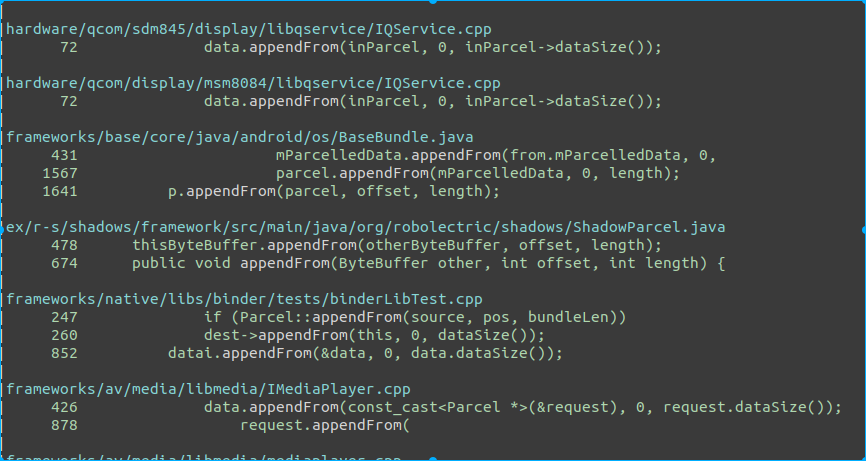 hardware/qcom/sdm845/display/libqservice/IQService.cpp
72 data.appendFrom(inParcel, 0, inParcel->dataSize());
hardware/qcom/display/msm8084/libqservice/IQService.cpp
72 data.appendFrom(inParcel, 0, inParcel->dataSize());
frameworks/base/core/java/android/os/BaseBundle.java
431 mParcelledData.appendFrom(from.mParcelledData, 0,
1567 parcel.appendFrom(mParcelledData, 0, length);
1641 p.appendFrom(parcel, offset, length);
ex/r-s/shadows/framework/src/main/java/org/robolectric/shadows/ShadowParcel.java
478 thisByteBuffer.appendFrom(otherByteBuffer, offset, length);
674 public void appendFrom(ByteBuffer other, int offset, int length) {
frameworks/native/libs/binder/tests/binderLibTest.cpp
247 if (Parcel::appendFrom(source, pos, bundleLen))
260 dest->appendFrom(this, 0, dataSize());
852 datai.appendFrom(&data, 0, data.dataSize());
frameworks/av/media/libmedia/IMediaPlayer.cpp
426 data.appendFrom(const_cast<Parcel *>(&request), 0, request.dataSize());
878 request.appendFrom(
frameworks/av/media/libmedia/mediaplayer.cpp